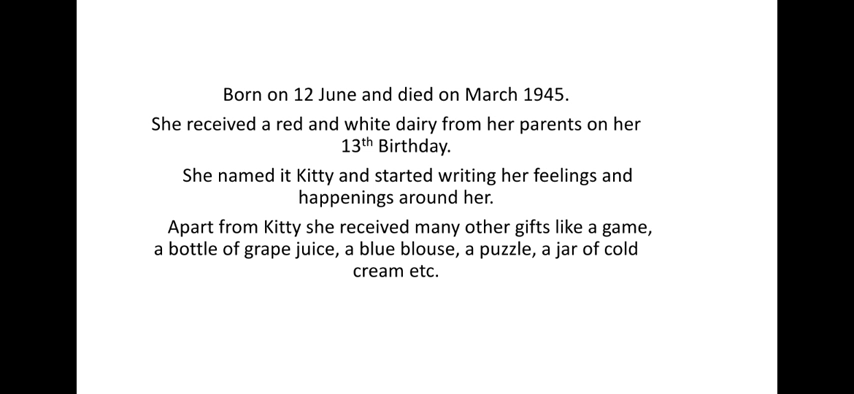 Born on 12 June and died on March 1945.
She received a red and white dairy from her parents on her
13th Birthday.
She named it Kitty and started writing her feelings and
happenings around her.
Apart from Kitty she received many other gifts like a game,
a bottle of grape juice, a blue blouse, a puzzle, a jar of cold
cream etc.